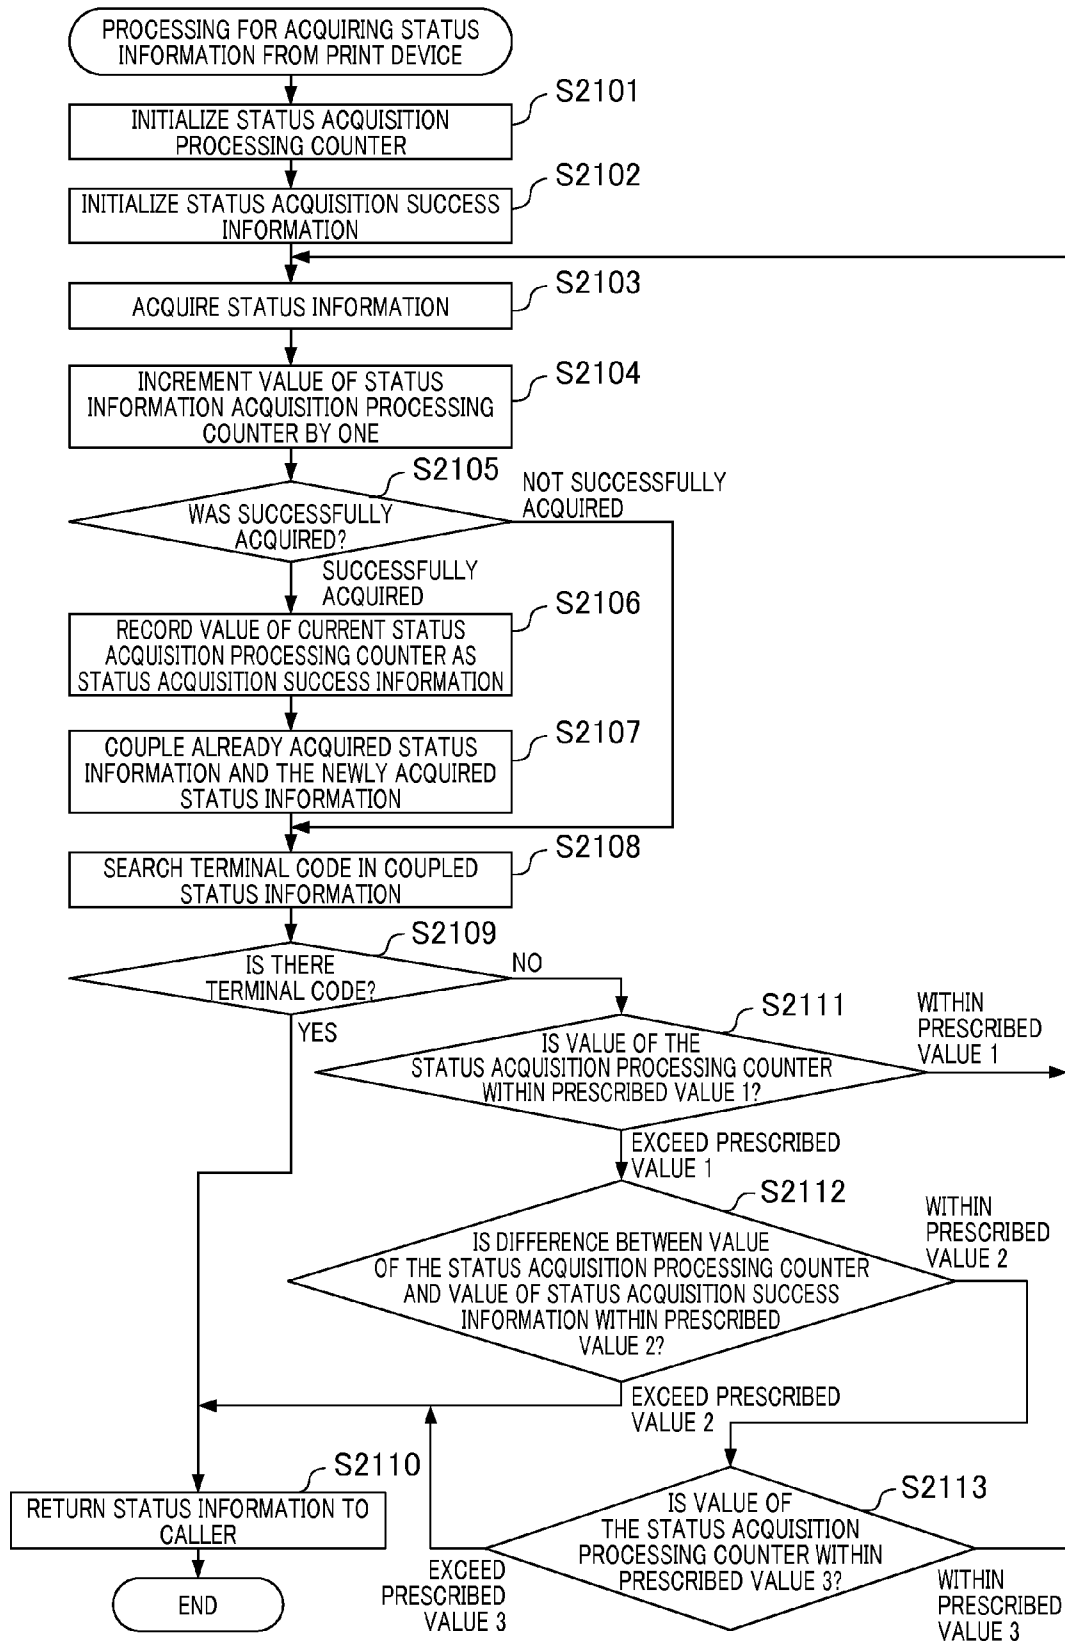 PROCESSING FOR ACQUIRING STATUS
INFORMATION FROM PRINT DEVICE
S2101
INITIALIZE STATUS ACQUISITION
PROCESSING COUNTER
S2102
INITIALIZE STATUS ACQUISITION SUCCESS
INFORMATION
S2103
ACQUIRE STATUS INFORMATION
S2104
INCREMENT VALUE OF STATUS
INFORMATION ACQUISITION PROCESSING
COUNTER BY ONE
S2105
WAS SUCCESSFULLY
ACQUIRED?
NOT SUCCESSFULLY
ACQUIRED
SUCCESSFULLY
ACQUIRED
S2106
RECORD VALUE OF CURRENT STATUS
ACQUISITION PROCESSING COUNTER AS
STATUS ACQUISITION SUCCESS INFORMATION
S2107
COUPLE ALREADY ACQUIRED STATUS
INFORMATION AND THE NEWLY ACQUIRED
STATUS INFORMATION
S2108
SEARCH TERMINAL CODE IN COUPLED
STATUS INFORMATION
S2109
IS THERE
TERMINAL CODE?
NO
YES
S2111
IS VALUE OF THE
STATUS ACQUISITION PROCESSING COUNTER
WITHIN PRESCRIBED VALUE 1?
WITHIN
PRESCRIBED
VALUE 1
EXCEED PRESCRIBED
VALUE 1
S2112
IS DIFFERENCE BETWEEN VALUE
OF THE STATUS ACQUISITION PROCESSING COUNTER
AND VALUE OF STATUS ACQUISITION SUCCESS
INFORMATION WITHIN PRESCRIBED
VALUE 2?
WITHIN
PRESCRIBED
VALUE 2
EXCEED PRESCRIBED
VALUE 2
S2110
RETURN STATUS INFORMATION TO
CALLER
S2113
IS VALUE OF
THE STATUS ACQUISITION
PROCESSING COUNTER WITHIN
PRESCRIBED VALUE 3?
EXCEED
PRESCRIBED
VALUE 3
WITHIN
PRESCRIBED
VALUE 3
END